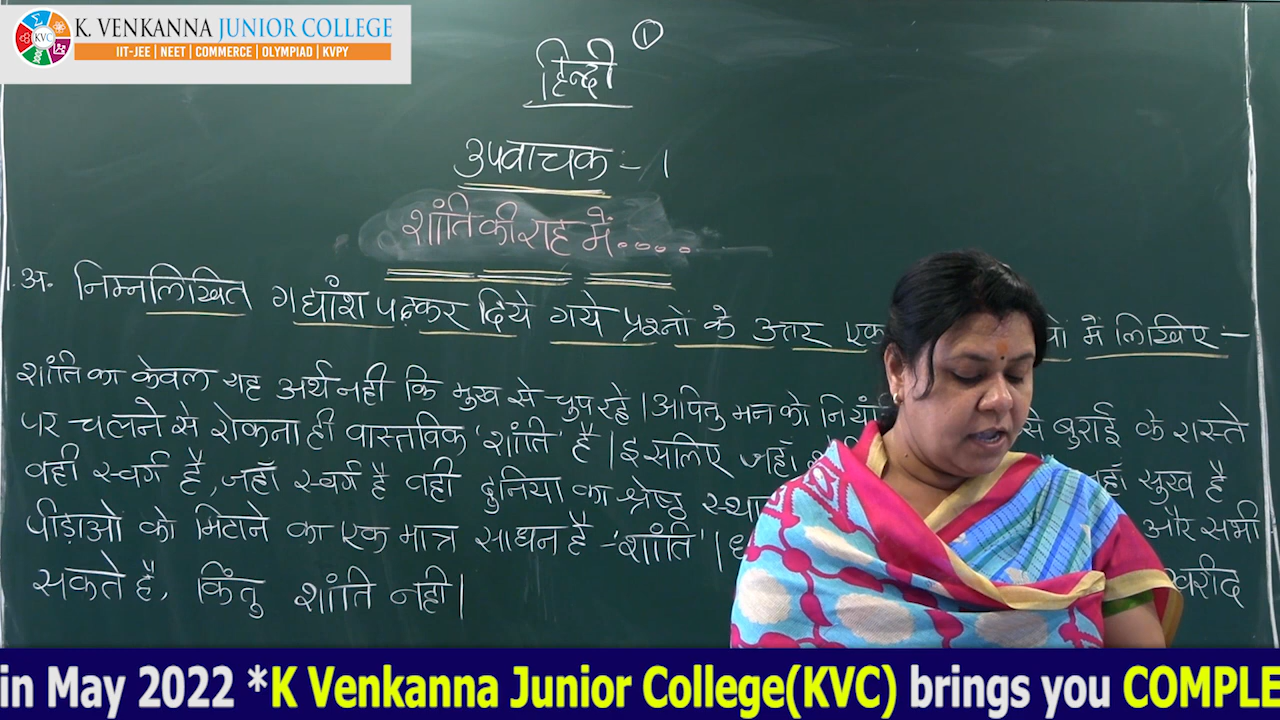 K. VENKANNA JUNIOR COLLEGE
IIT-JEE | NEET | COMMERCE | OLYMPIAD | KVPY
KVC
1
हिन्दी
उपवाचक :- 1
शांति की राह में....
1.अ. निम्नलिखित गद्यांश पढ़कर दिये गये प्रश्नों के उत्तर एक में लिखिए :-
शांति का केवल यह अर्थ नही कि मुख से चुप रहे। अपितु मन को से बुराई के रास्ते
पर चलने से रोकना ही वास्तविक 'शांति' है। इसलिए जहाँ सुख है
वही स्वर्ग है, जहाँ स्वर्ग है वही दुनिया का श्रेष्ठ और सभी
पीड़ाओं को मिटाने का एक मात्र साधन है -'शांति'। खरीद
सकते है, किंतु शांति नही।
in May 2022 *K Venkanna Junior College(KVC) brings you COMPLE